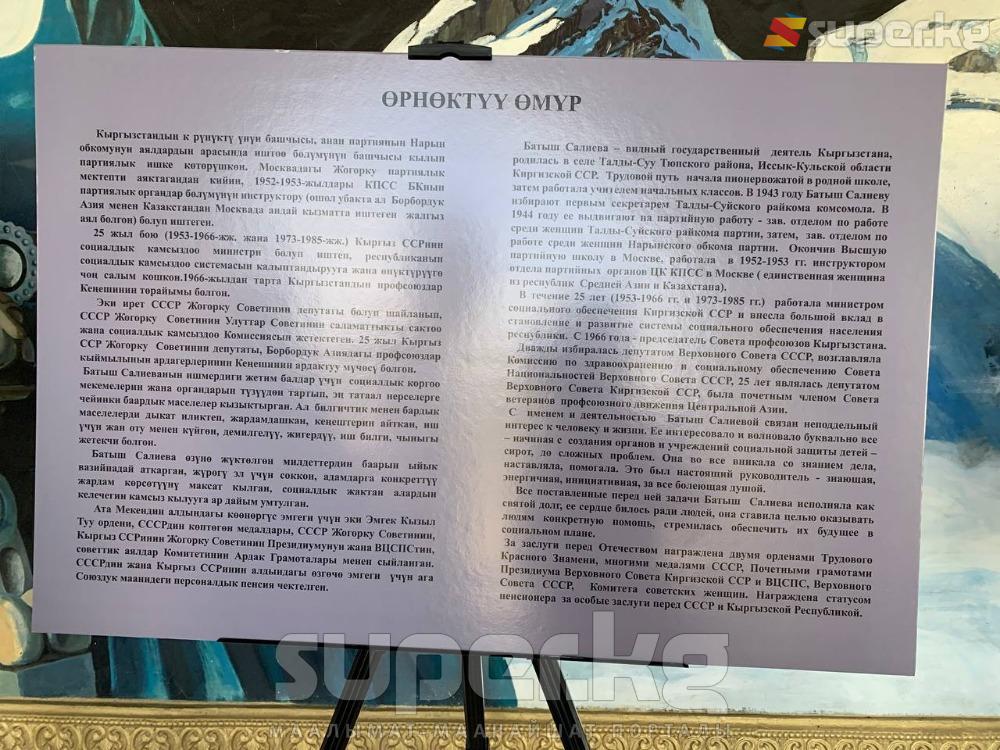 super.kg
ӨРНӨКТҮҮ ӨМҮР
Кыргызстандын к рүнүктү үнүн башчысы, анан партиянын Нарын
обкомунун аялдардын арасында иштөө бөлүмүнүн башчысы кылып
партиялык ишке көтөрүшкөн. Москвадагы Жогорку партиялык
мектепти аяктагандан кийин, 1952-1953-жылдары КПСС БКнын
партиялык органдар бөлүмүнүн инструктору (ошол убакта ал Борбордук
Азия менен Казакстандан Москвада андай кызматта иштеген жалгыз
аял болгон) болуп иштеген.
25 жыл бою (1953-1966-жж. жана 1973-1985-жж.) Кыргыз ССРинин
социалдык камсыздоо министри болуп иштеп, республиканын
социалдык камсыздоо системасын калыптандырууга жана өнүктүрүүгө
чоң салым кошкон.1966-жылдан тарта Кыргызстандын профсоюздар
Кеңешинин төрайымы болгон.
Эки ирет СССР Жогорку Советинин депутаты болуп шайланып,
СССР Жогорку Советинин Улуттар Советинин саламаттыкты сактоо
жана социалдык камсыздоо Комиссиясын жетектеген. 25 жыл Кыргыз
ССР Жогорку Советинин депутаты, Борбордук Азиядагы профсоюздар
кыймылынын ардагерлеринин Кеңешинин ардактуу мүчөсү болгон.
Батыш Салиеванын ишмердиги жетим балдар үчүн социалдык коргоо
мекемелерин жана органдарын түзүүдөн тартып, эң татаал нерселерге
чейинки баардык маселелер кызыктырган. Ал билгичтик менен бардык
маселелерди дыкат иликтеп, жардамдашкан, кеңештерин айткан, иш
үчүн жан өтү менен күйгөн, демилгелүү, жигердүү, иш билги, чыныгы
жетекчи болгон.
Батыш Салиева өзүнө жүктөлгөн милдеттердин баарын ыйык
вазийпадай аткарган, жүрөгү эл үчүн соккон, адамдарга конкреттүү
жардам көрсөтүүнү максат кылган, социалдык жактан алардын
келечегин камсыз кылууга ар дайым умтулган.
Ата Мекендин алдындагы көөнөргүс эмгеги үчүн эки Эмгек Кызыл
Туу ордени, СССРдин көптөгөн медалдары, СССР Жогорку Советинин,
Кыргыз ССРинин Жогорку Советинин Президиумунун жана ВЦСПСтин,
советтик аялдар Комитетинин Ардак Грамоталары менен сыйланган.
СССРдин жана Кыргыз ССРинин алдындагы өзгөчө эмгеги үчүн ага
Союздук маанидеги персоналдык пенсия чектелген.
Батыш Салиева – видный государственный деятель Кыргызстана,
родилась в селе Талды-Суу Тюпского района, Иссык-Кульской области
Киргизской ССР. Трудовой путь начала пионервожатой в родной школе,
затем работала учителем начальных классов. В 1943 году Батыш Салиеву
избирают первым секретарем Талды-Суйского райкома комсомола. В
1944 году ее выдвигают на партийную работу - зав. отделом по работе
среди женщин Талды-Суйского райкома партии, затем, зав. отделом по
работе среди женщин Нарынского обкома партии. Окончив Высшую
партийную школу в Москве, работала в 1952-1953 гг. инструктором
отдела партийных органов ЦК КПСС в Москве ( единственная женщина
из республик Средней Азии и Казахстана).
В течение 25 лет (1953-1966 гг. и 1973-1985 гг.) работала министром
социального обеспечения Киргизской ССР и внесла большой вклад в
становление и развитие системы социального обеспечения населения
республики. С 1966 года - председатель Совета профсоюзов Кыргызстана.
Дважды избиралась депутатом Верховного Совета СССР, возглавляла
Комиссию по здравоохранению и социальному обеспечению Совета
Национальностей Верховного Совета СССР, 25 лет являлась депутатом
Верховного Совета Киргизской ССР, была почетным членом Совета
ветеранов профсоюзного движения Центральной Азии.
С именем и деятельностью Батыш Салиевой связан неподдельный
интерес к человеку и жизни. Ее интересовало и волновало буквально все
– начиная с создания органов и учреждений социальной защиты детей –
сирот, до сложных проблем. Она во все вникала со знанием дела,
наставляла, помогала. Это был настоящий руководитель - знающая,
энергичная, инициативная, за все болеющая душой.
Все поставленные перед ней задачи Батыш Салиева исполняла как
святой долг, ее сердце билось ради людей, она ставила целью оказывать
людям конкретную помощь, стремилась обеспечить их будущее в
социальном плане.
За заслуги перед Отечеством награждена двумя орденами Трудового
Красного Знамени, многими медалями СССР, Почетными грамотами
Президиума Верховного Совета Киргизской ССР и ВЦСПС, Верховного
Совета СССР, Комитета советских женщин. Награждена статусом
пенсионера за особые заслуги перед СССР и Кыргызской Республикой.
super.kg
МААЛЫМАТ-МААНАЙШАТ ПОРТАЛЫ